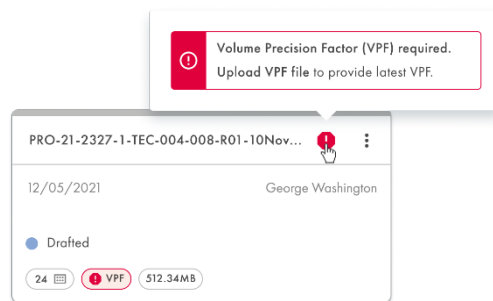 Volume Precision Factor (VPF) required.
Upload VPF file to provide latest VPF.
PRO-21-2327-1-TEC-004-008-R01-10Nov...
12/05/2021 George Washington
Drafted
24 VPF 512.34MB